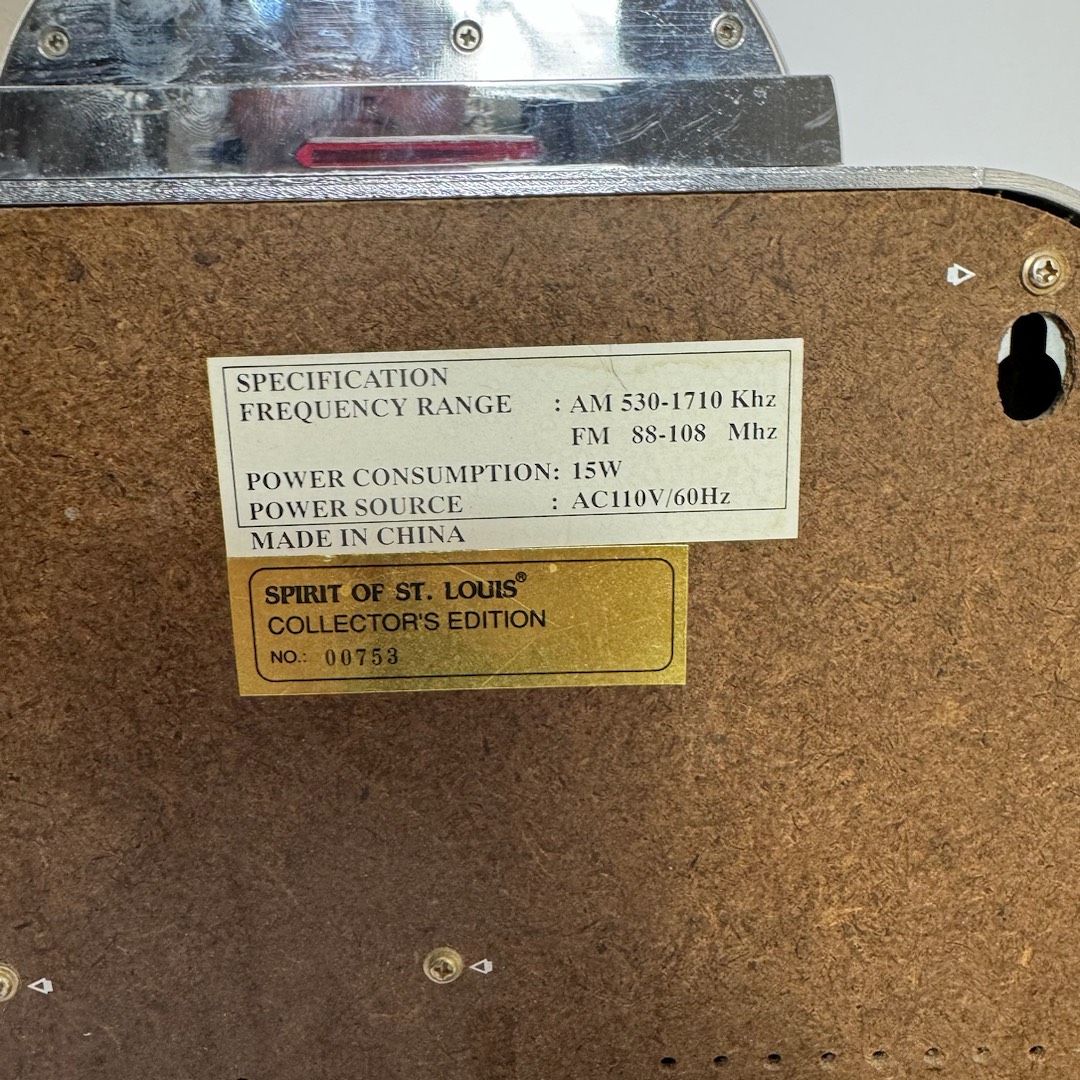 SPECIFICATION
FREQUENCY RANGE : AM 530-1710 Khz
FM 88-108 Mhz
POWER CONSUMPTION: 15W
POWER SOURCE : AC110V/60Hz
MADE IN CHINA
SPIRIT OF ST. LOUIS®
COLLECTOR'S EDITION
NO.: 00753